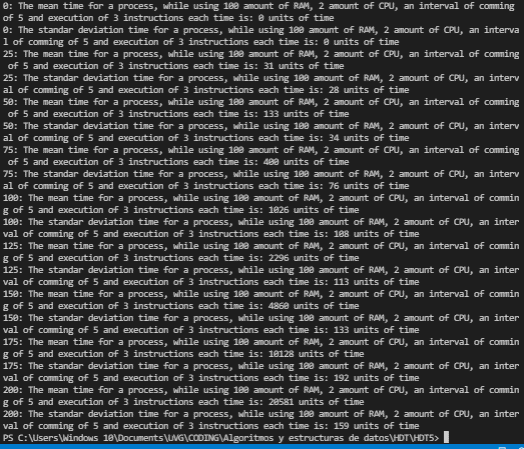 0: The mean time for a process, while using 100 amount of RAM, 2 amount of CPU, an interval of comming
of 5 and execution of 3 instructions each time is: 0 units of time
0: The standar deviation time for a process, while using 100 amount of RAM, 2 amount of CPU, an interva
l of comming of 5 and execution of 3 instructions each time is: 0 units of time
25: The mean time for a process, while using 100 amount of RAM, 2 amount of CPU, an interval of comming
of 5 and execution of 3 instructions each time is: 31 units of time
25: The standar deviation time for a process, while using 100 amount of RAM, 2 amount of CPU, an interv
al of comming of 5 and execution of 3 instructions each time is: 28 units of time
50: The mean time for a process, while using 100 amount of RAM, 2 amount of CPU, an interval of comming
of 5 and execution of 3 instructions each time is: 133 units of time
50: The standar deviation time for a process, while using 100 amount of RAM, 2 amount of CPU, an interv
al of comming of 5 and execution of 3 instructions each time is: 34 units of time
75: The mean time for a process, while using 100 amount of RAM, 2 amount of CPU, an interval of comming
of 5 and execution of 3 instructions each time is: 400 units of time
75: The standar deviation time for a process, while using 100 amount of RAM, 2 amount of CPU, an interv
al of comming of 5 and execution of 3 instructions each time is: 76 units of time
100: The mean time for a process, while using 100 amount of RAM, 2 amount of CPU, an interval of commin
g of 5 and execution of 3 instructions each time is: 1026 units of time
100: The standar deviation time for a process, while using 100 amount of RAM, 2 amount of CPU, an inter
val of comming of 5 and execution of 3 instructions each time is: 108 units of time
125: The mean time for a process, while using 100 amount of RAM, 2 amount of CPU, an interval of commin
g of 5 and execution of 3 instructions each time is: 2296 units of time
125: The standar deviation time for a process, while using 100 amount of RAM, 2 amount of CPU, an inter
val of comming of 5 and execution of 3 instructions each time is: 113 units of time
150: The mean time for a process, while using 100 amount of RAM, 2 amount of CPU, an interval of commin
g of 5 and execution of 3 instructions each time is: 4860 units of time
150: The standar deviation time for a process, while using 100 amount of RAM, 2 amount of CPU, an inter
val of comming of 5 and execution of 3 instructions each time is: 133 units of time
175: The mean time for a process, while using 100 amount of RAM, 2 amount of CPU, an interval of commin
g of 5 and execution of 3 instructions each time is: 10128 units of time
175: The standar deviation time for a process, while using 100 amount of RAM, 2 amount of CPU, an inter
val of comming of 5 and execution of 3 instructions each time is: 192 units of time
200: The mean time for a process, while using 100 amount of RAM, 2 amount of CPU, an interval of commin
g of 5 and execution of 3 instructions each time is: 20581 units of time
200: The standar deviation time for a process, while using 100 amount of RAM, 2 amount of CPU, an inter
val of comming of 5 and execution of 3 instructions each time is: 159 units of time
PS C:\Users\Windows 10\Documents\UVG\CODING\Algoritmos y estructuras de datos\HDT\HDT5>